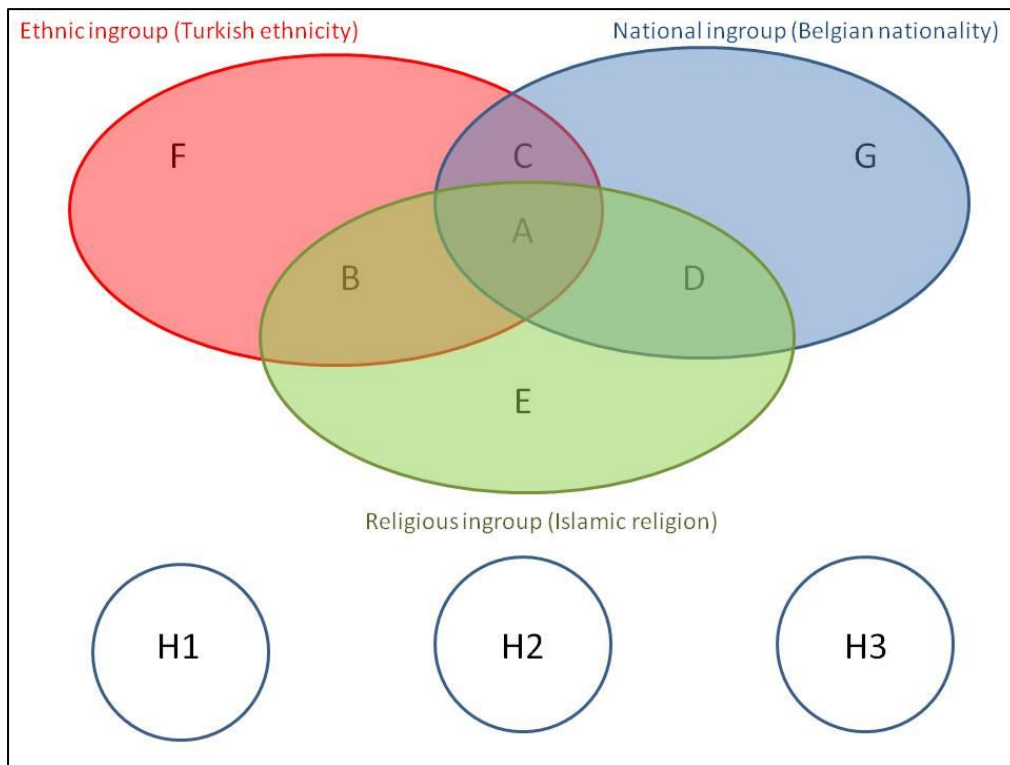 Ethnic ingroup (Turkish ethnicity)
National ingroup (Belgian nationality)
F
C
G
A
B
D
E
Religious ingroup (Islamic religion)
H1
H2
H3